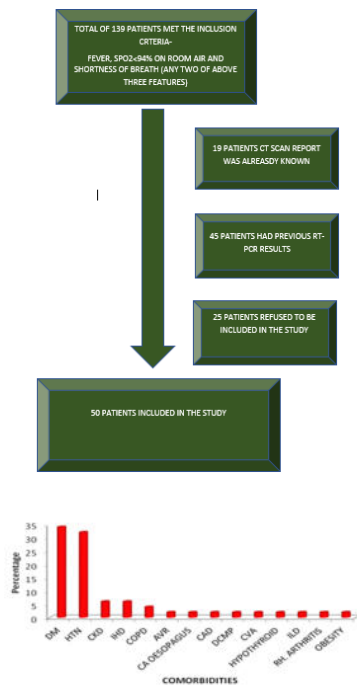 TOTAL OF 139 PATIENTS MET THE INCLUSION
CRTERIA-
FEVER, SPO2<94% ON ROOM AIR AND
SHORTNESS OF BREATH (ANY TWO OF ABOVE
THREE FEATURES)
19 PATIENTS CT SCAN REPORT
WAS ALREASDY KNOWN
45 PATIENTS HAD PREVIOUS RT-
PCR RESULTS
25 PATIENTS REFUSED TO BE
INCLUDED IN THE STUDY
50 PATIENTS INCLUDED IN THE STUDY
Percentage
35
30
25
20
15
10
5
0
DM
HTN
CKD
IHD
COPD
AVR
CA OESOPAGUS
CAD
DCMP
CVA
HYPOTHYROID
ILD
RH. ARTHRITIS
OBESITY
COMORBIDITIES